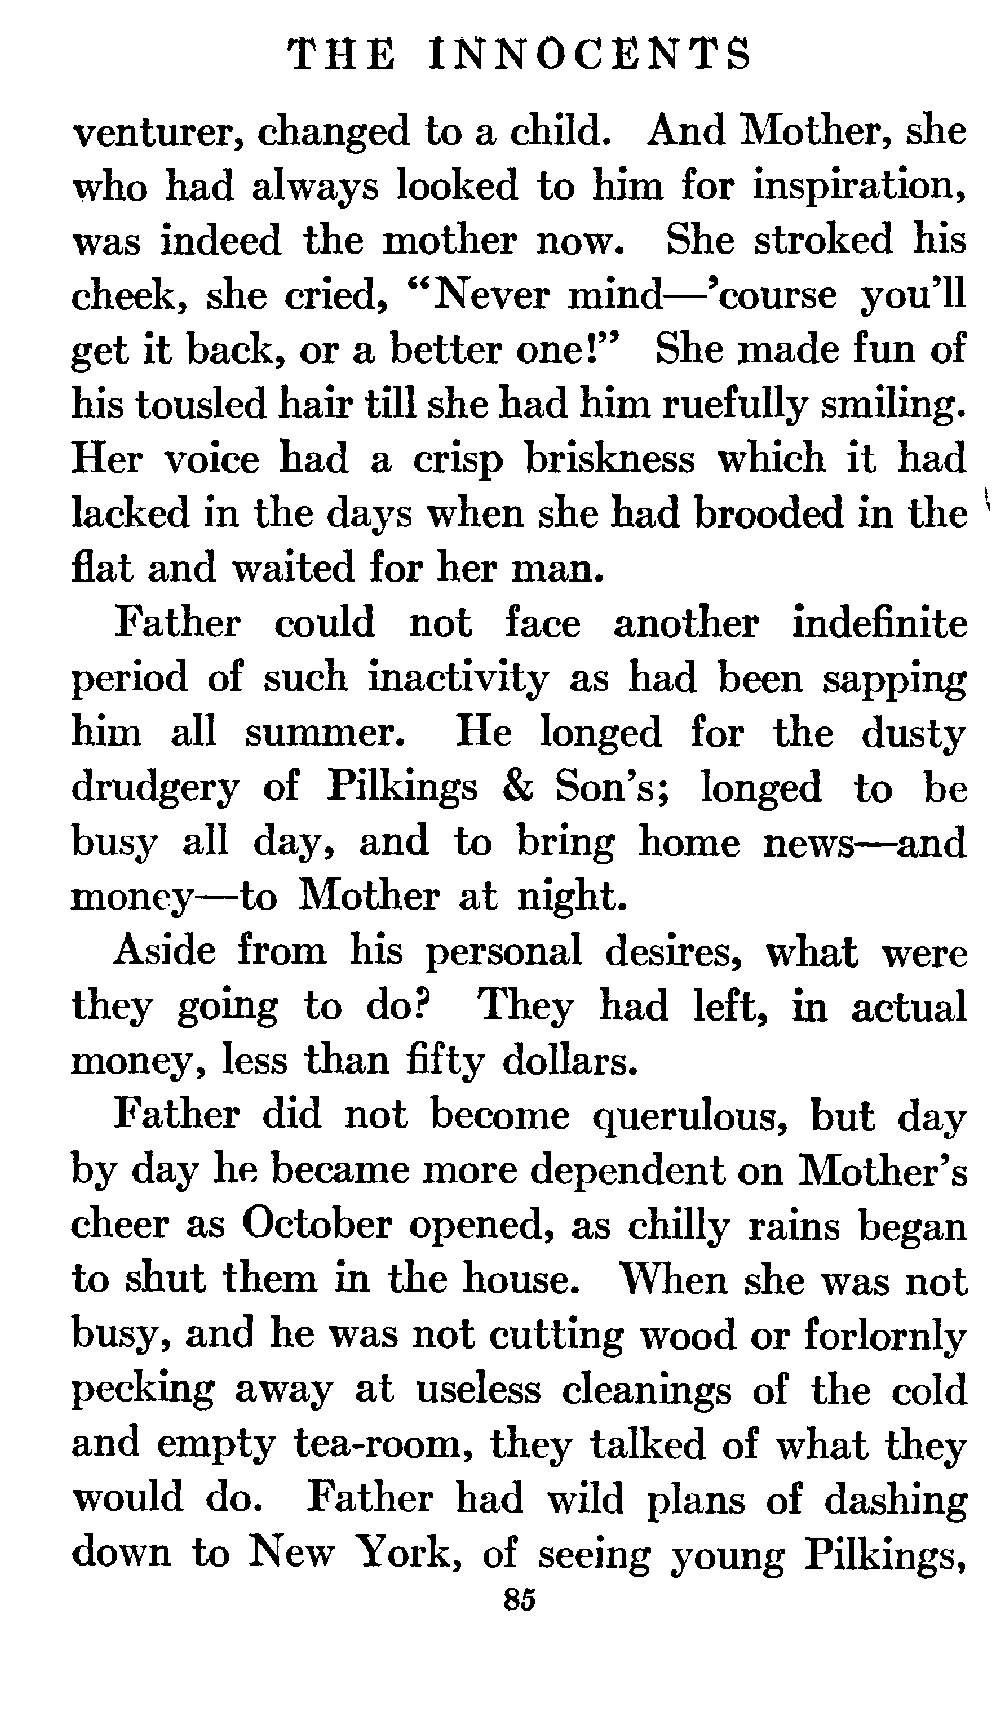 THE INNOCENTS
venturer, changed to a child. And Mother, she
who had always looked to him for inspiration,
was indeed the mother now. She stroked his
cheek, she cried, “Never mind—’course you’ll
get it back, or a better one!” She made fun of
his tousled hair till she had him ruefully smiling.
Her voice had a crisp briskness which it had
lacked in the days when she had brooded in the
flat and waited for her man.
Father could not face another indefinite
period of such inactivity as had been sapping
him all summer. He longed for the dusty
drudgery of Pilkings & Son’s; longed to be
busy all day, and to bring home news—and
money—to Mother at night.
Aside from his personal desires, what were
they going to do? They had left, in actual
money, less than fifty dollars.
Father did not become querulous, but day
by day he became more dependent on Mother’s
cheer as October opened, as chilly rains began
to shut them in the house. When she was not
busy, and he was not cutting wood or forlornly
pecking away at useless cleanings of the cold
and empty tea-room, they talked of what they
would do. Father had wild plans of dashing
down to New York, of seeing young Pilkings,
85